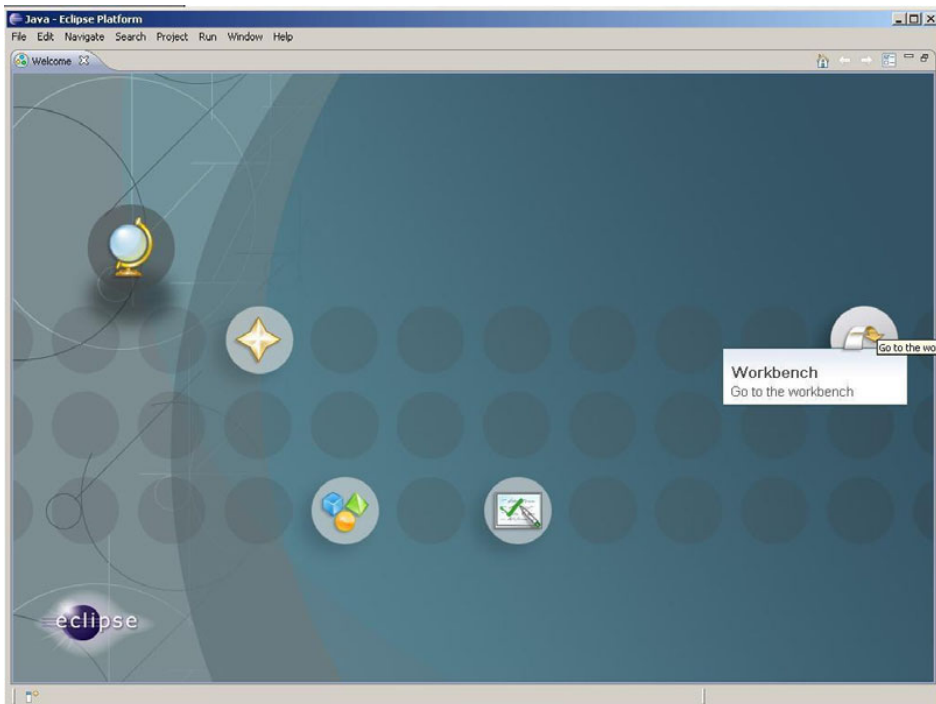 Java - Eclipse Platform
File Edit Navigate Search Project Run Window Help
Welcome
Go to the wo
Workbench
Go to the workbench
eclipse